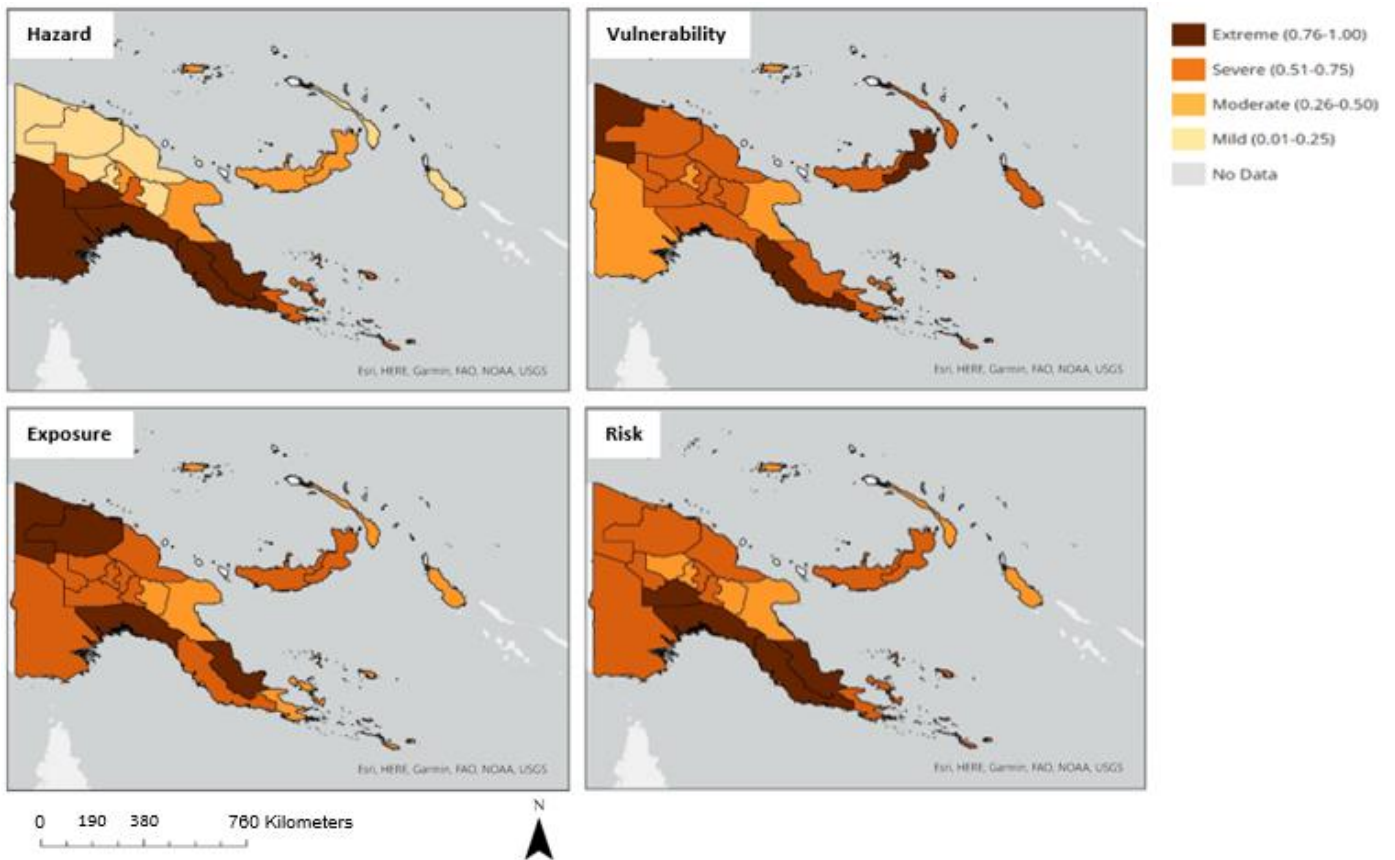 Hazard
Vulnerability
Extreme (0.76-1.00)
Severe (0.51-0.75)
Moderate (0.26-0.50)
Mild (0.01-0.25)
No Data
Esri, HERE, Garmin, FAO, NOAA, USGS
Esri, HERE, Garmin, FAO, NOAA, USGS
Exposure
Risk
Esri, HERE, Garmin, FAO, NOAA, USGS
Esri, HERE, Garmin, FAO, NOAA, USGS
0 190 380 760 Kilometers
N